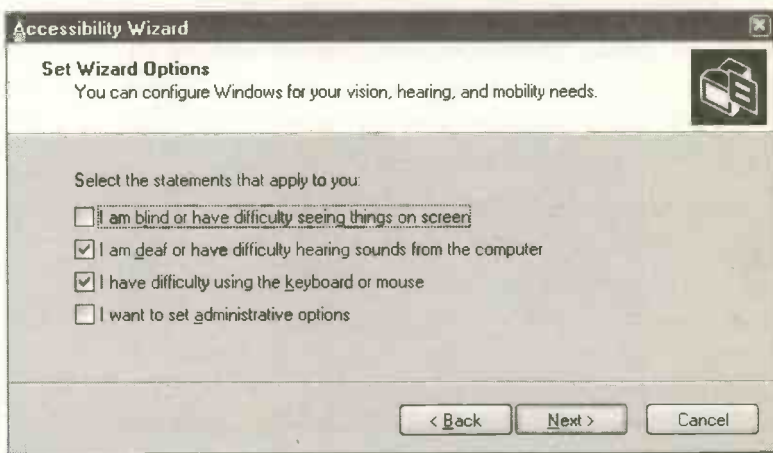 Accessibility Wizard
Set Wizard Options
You can configure Windows for your vision, hearing, and mobility needs.
Select the statements that apply to you:
I am blind or have difficulty seeing things on screen
I am deaf or have difficulty hearing sounds from the computer
I have difficulty using the keyboard or mouse
I want to set administrative options
< Back
Next >
Cancel